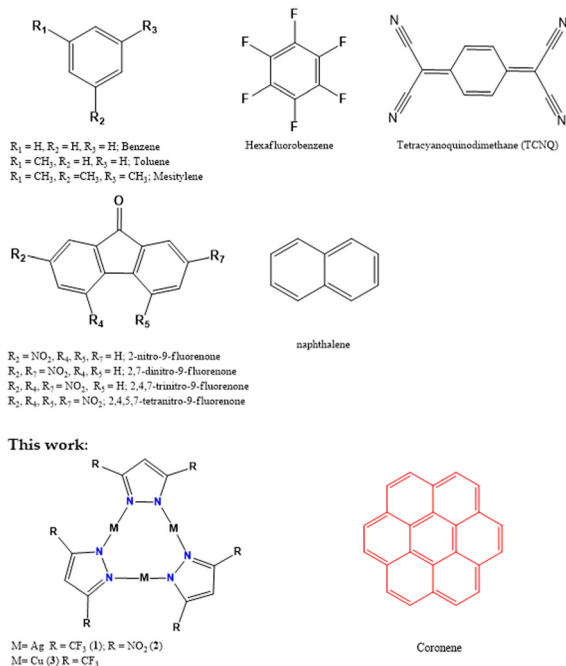 R1 R3
R2
R1 = H, R2 = H, R3 = H; Benzene
R1 = CH3, R2 = H, R3 = H; Toluene
R1 = CH3, R2 =CH3, R3 = CH3; Mesitylene
F
F F
F F
F
Hexafluorobenzene
N N
N N
Tetracyanoquinodimethane (TCNQ)
O
R2 R7
R4 R5
R2 = NO2, R4, R5, R7 = H; 2-nitro-9-fluorenone
R2, R7 = NO2, R4, R5 = H; 2,7-dinitro-9-fluorenone
R2, R4, R7 = NO2, R5 = H; 2,4,7-trinitro-9-fluorenone
R2, R4, R5, R7 = NO2; 2,4,5,7-tetranitro-9-fluorenone
naphthalene
This work:
R R
N N
M M
R N N R
N M N
R R
M= Ag R = CF3 (1); R = NO2 (2)
M= Cu (3) R = CF3
Coronene